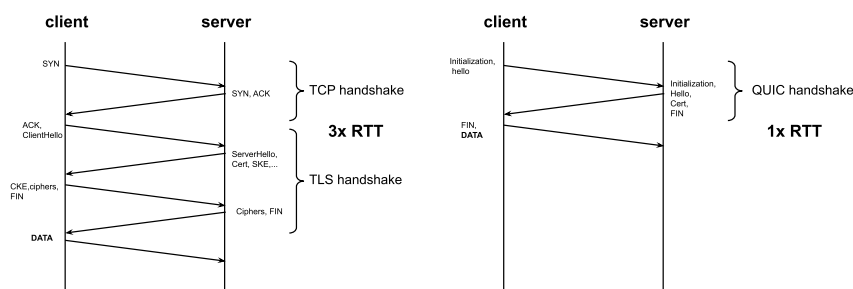 client
server
SYN
SYN, ACK
TCP handshake
ACK,
ClientHello
3x RTT
ServerHello,
Cert, SKE,...
TLS handshake
CKE,ciphers,
FIN
Ciphers, FIN
DATA
client
server
Initialization,
hello
Initialization,
Hello,
Cert,
FIN
QUIC handshake
FIN,
DATA
1x RTT